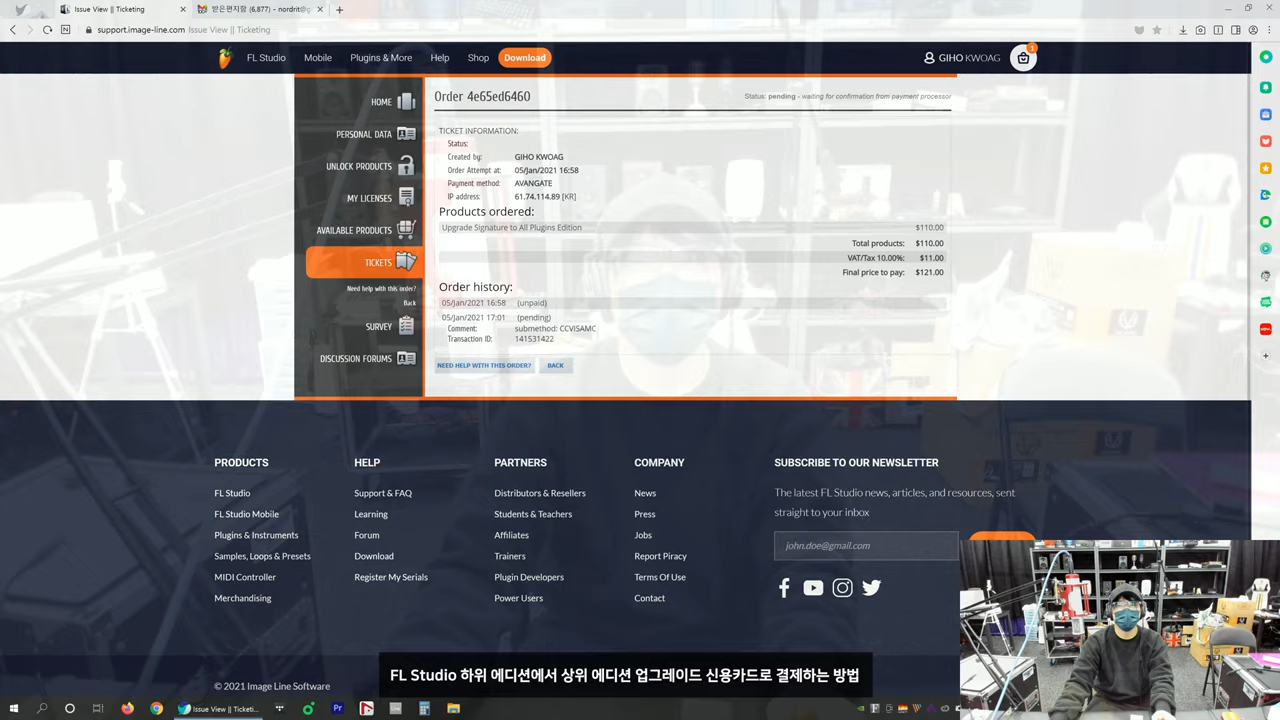 Issue View || Ticketing
받은편지함 (6,877) - nordrit@g
support.image-line.com Issue View || Ticketing
FL Studio
Mobile
Plugins & More
Help
Shop
Download
GIHO KWOAG
1
HOME
PERSONAL DATA
UNLOCK PRODUCTS
MY LICENSES
AVAILABLE PRODUCTS
TICKETS
Need help with this order?
Back
SURVEY
DISCUSSION FORUMS
Order 4e65ed6460
Status: pending - waiting for confirmation from payment processor
TICKET INFORMATION:
Status:
Created by: GIHO KWOAG
Order Attempt at: 05/Jan/2021 16:58
Payment method: AVANGATE
IP address: 61.74.114.89 [KR]
Products ordered:
Upgrade Signature to All Plugins Edition $110.00
Total products: $110.00
VAT/Tax 10.00%: $11.00
Final price to pay: $121.00
Order history:
05/Jan/2021 16:58 (unpaid)
05/Jan/2021 17:01 (pending)
Comment: submethod: CCVISAMC
Transaction ID: 141531422
NEED HELP WITH THIS ORDER?
BACK
PRODUCTS
FL Studio
FL Studio Mobile
Plugins & Instruments
Samples, Loops & Presets
MIDI Controller
Merchandising
HELP
Support & FAQ
Learning
Forum
Download
Register My Serials
PARTNERS
Distributors & Resellers
Students & Teachers
Affiliates
Trainers
Plugin Developers
Power Users
COMPANY
News
Press
Jobs
Report Piracy
Terms Of Use
Contact
SUBSCRIBE TO OUR NEWSLETTER
The latest FL Studio news, articles, and resources, sent
straight to your inbox
john.doe@gmail.com
© 2021 Image Line Software
FL Studio 하위 에디션에서 상위 에디션 업그레이드 신용카드로 결제하는 방법
Issue View || Ticketi...